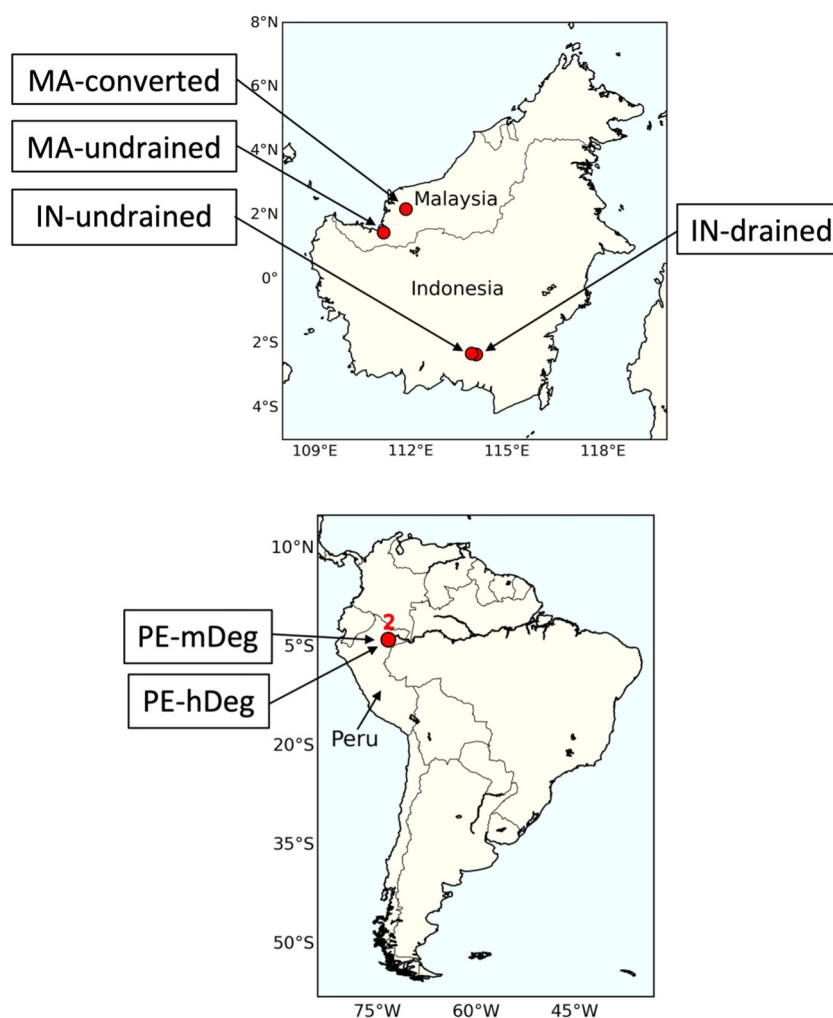 8°N
MA-converted
6°N
MA-undrained
4°N
Malaysia
IN-undrained
2°N
IN-drained
0°
Indonesia
2°S
4°S
109°E 112°E 115°E 118°E
10°N
2
PE-mDeg
5°S
PE-hDeg
Peru
20°S
35°S
50°S
75°W 60°W 45°W